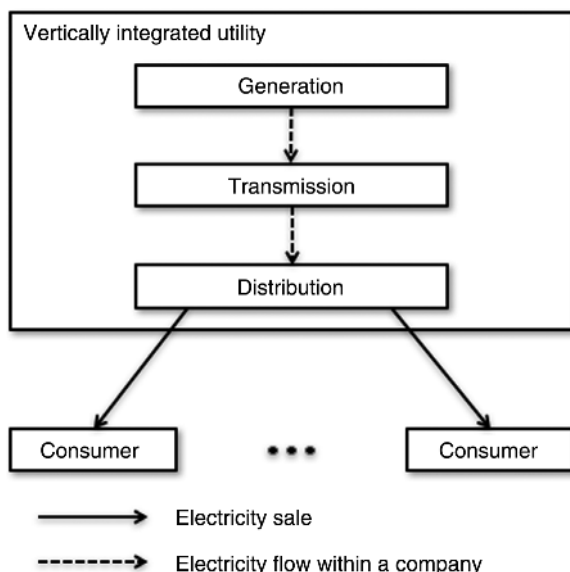 Vertically integrated utility
Generation
Transmission
Distribution
Consumer
Consumer
Electricity sale
Electricity flow within a company